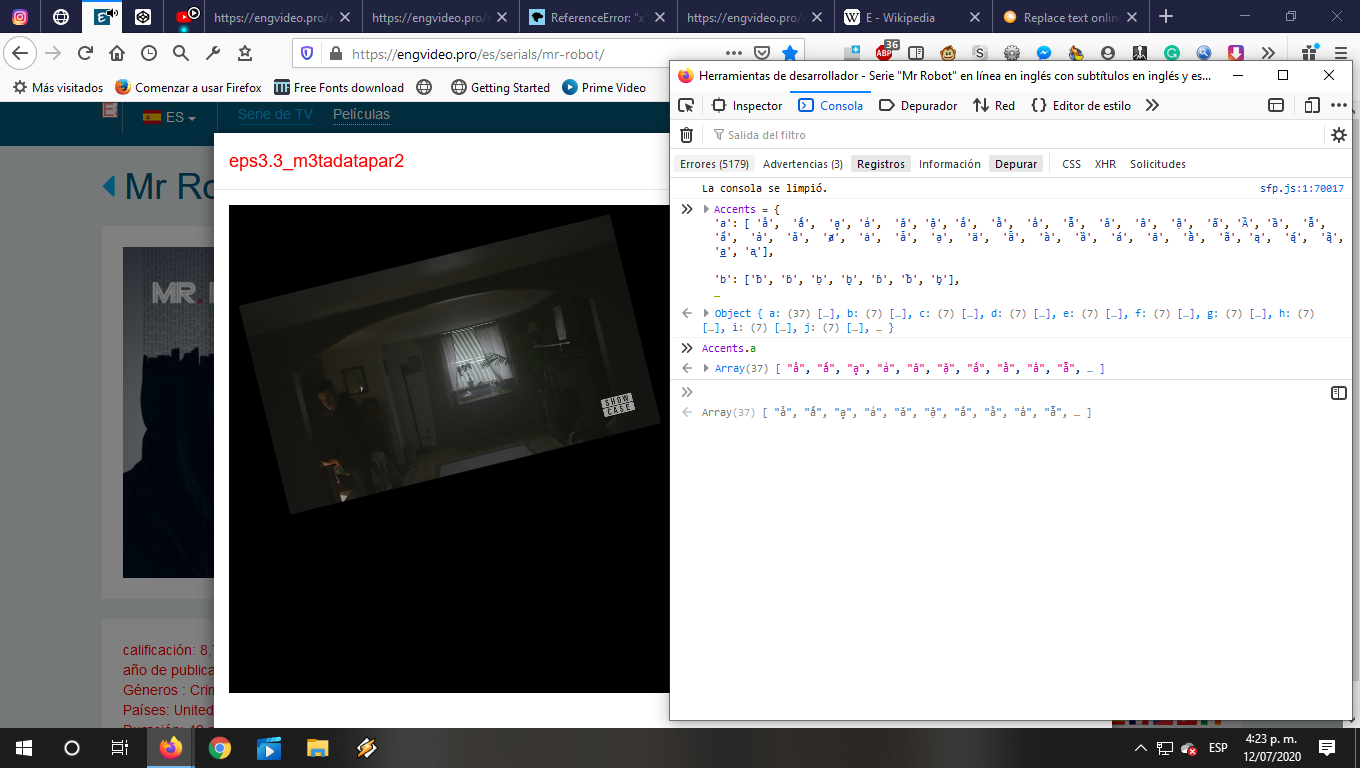 https://engvideo.pro/e
https://engvideo.pro/e
ReferenceError: "x
https://engvideo.pro/e
E - Wikipedia
Replace text online
https://engvideo.pro/es/serials/mr-robot/
36
Más visitados
Comenzar a usar Firefox
Free Fonts download
Getting Started
Prime Video
ES
Serie de TV
Películas
Mr Ro
MR.
calificación: 8,
año de publica
Géneros : Crim
Países: United
eps3.3_m3tadatapar2
SHOW
CASE
Herramientas de desarrollador - Serie "Mr Robot" en línea en inglés con subtítulos en inglés y es...
Inspector
Consola
Depurador
Red
Editor de estilo
Salida del filtro
Errores (5179)
Advertencias (3)
Registros
Información
Depurar
CSS
XHR
Solicitudes
La consola se limpió.
sfp.js:1:70017
Accents = {
'a': [
'b':
…
Object { a: (37) […], b: (7) […], c: (7) […], d: (7) […], e: (7) […], f: (7) […], g: (7) […], h: (7)
[…], i: (7) […], j: (7) […], … }
Accents.a
Array(37) [
Array(37) [
ESP
4:23 p. m.
12/07/2020